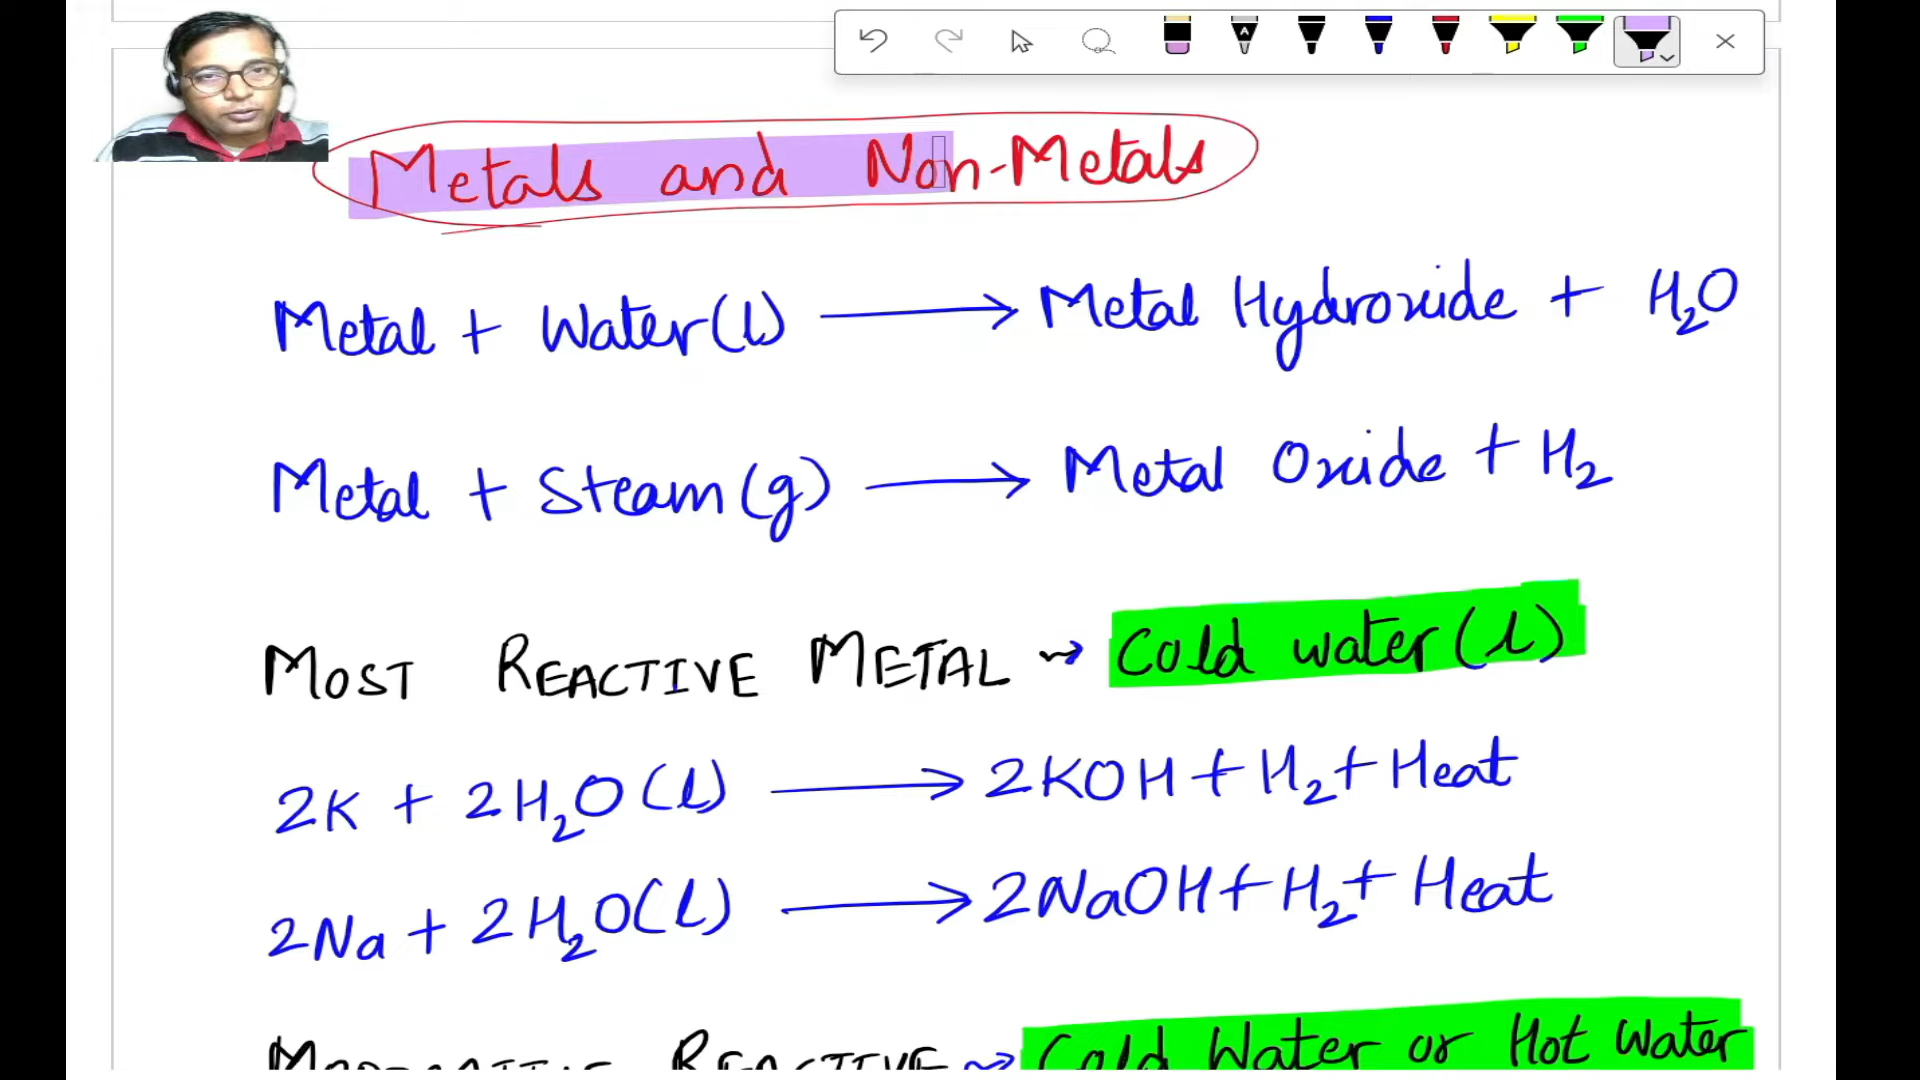 Metals and Non-Metals
Metal + Water(l) → Metal Hydroxide + H₂O
Metal + Steam(g) → Metal Oxide + H₂
MOST REACTIVE METAL → Cold water(l)
2K + 2H₂O(l) → 2KOH + H₂ + Heat
2Na + 2H₂O(l) → 2NaOH + H₂ + Heat
REACTIVE → Cold Water or Hot Water